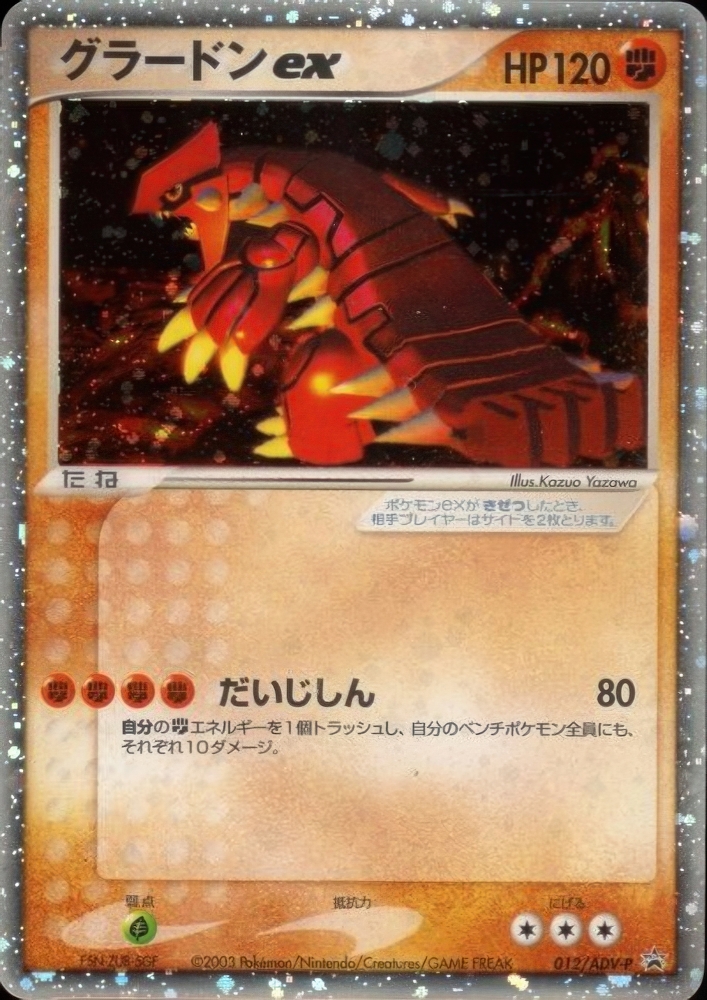 グラードンex HP120
たね
Illus.Kazuo Yazawa
ポケモンexがきぜつしたとき、
相手プレイヤーはサイドを2枚とります。
だいじしん 80
自分のエネルギーを1個トラッシュし、自分のベンチポケモン全員にも、
それぞれ10ダメージ。
弱点 抵抗力 にげる
F5N-ZU8-5GF ©2003 Pokémon/Nintendo/Creatures/GAME FREAK 012/ADV-P